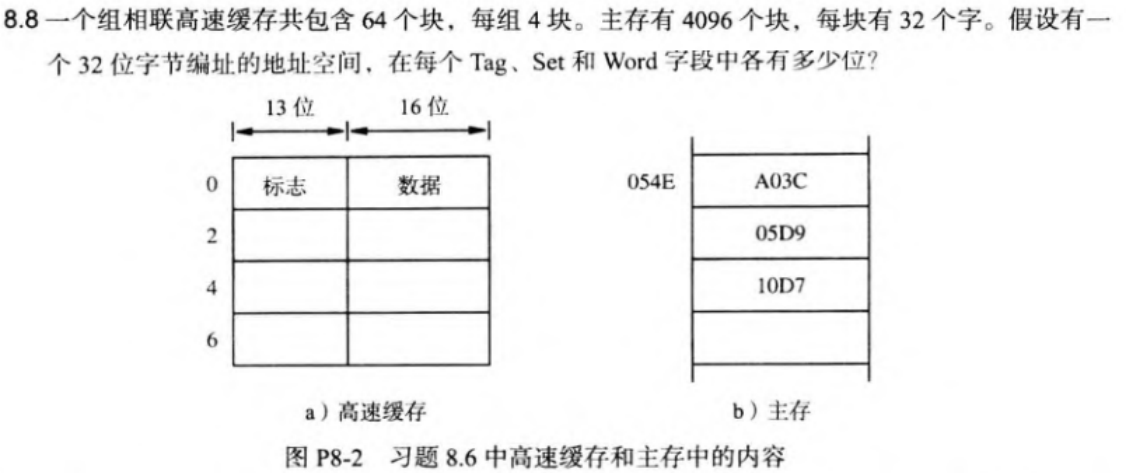 8.8 一个组相联高速缓存共包含 64 个块，每组 4 块。主存有 4096 个块，每块有 32 个字。假设有一
个 32 位字节编址的地址空间，在每个 Tag、Set 和 Word 字段中各有多少位？
13 位 16 位
0 标志 数据 054E A03C
2 05D9
4 10D7
6
a）高速缓存 b）主存
图 P8-2 习题 8.6 中高速缓存和主存中的内容